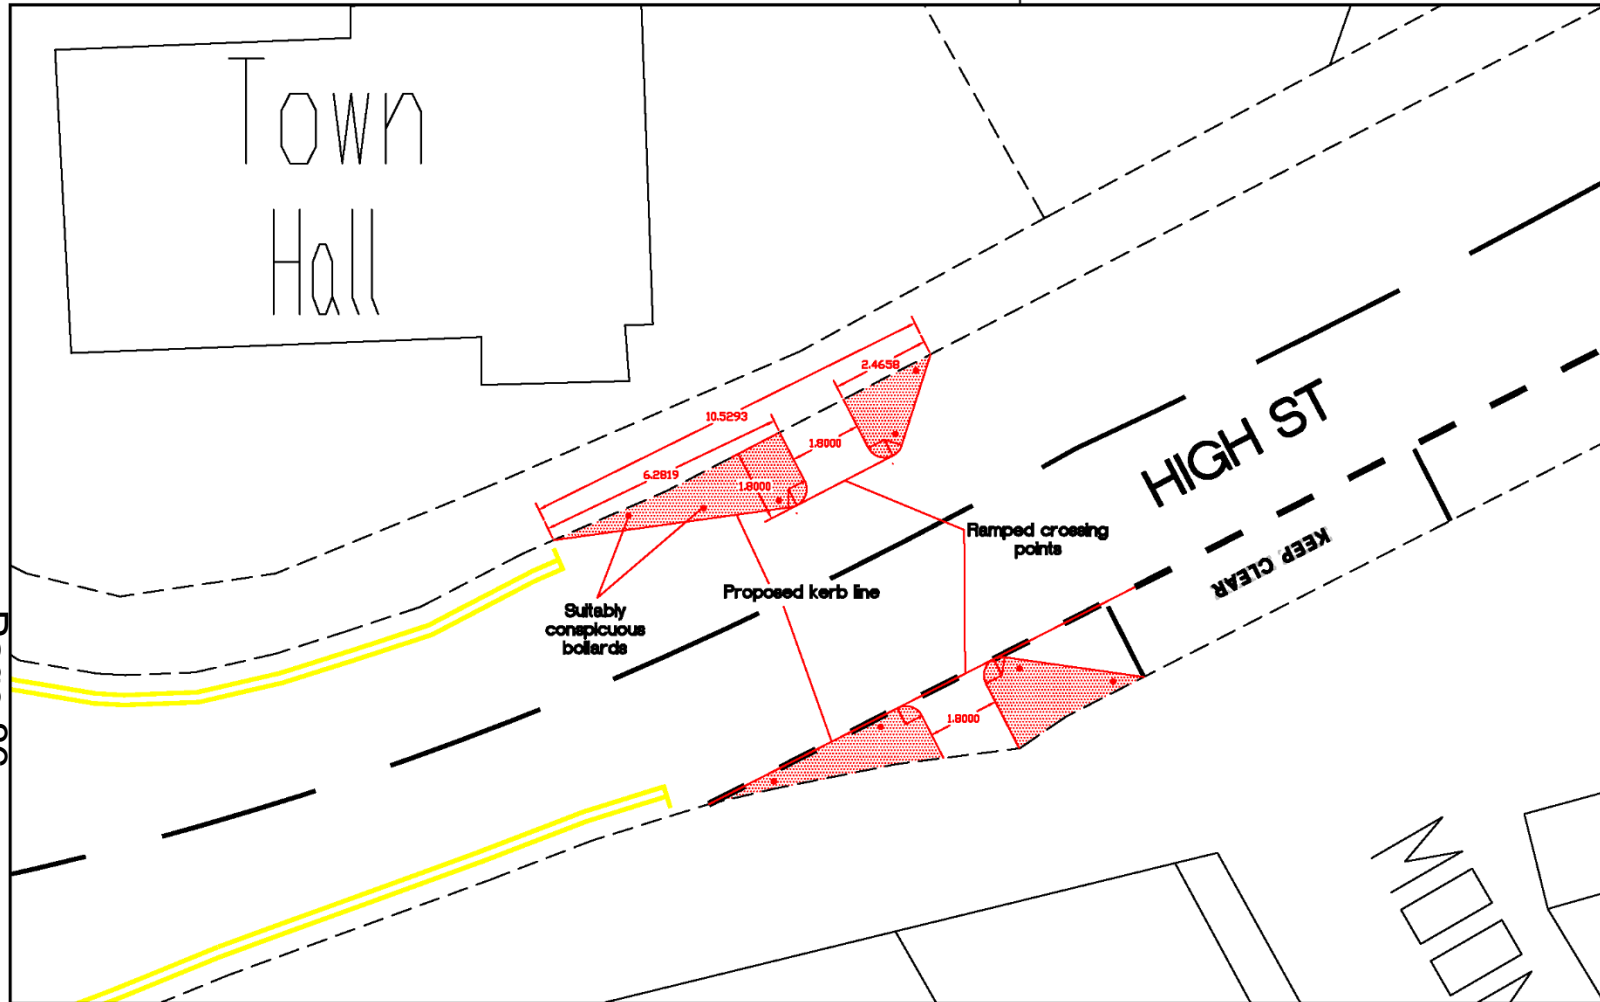 Town
Hall
2.4658
10.5293
1.8000
6.2819
1.8000
HIGH ST
Ramped crossing
points
KEEP CLEAR
Proposed kerb line
Suitably
conspicuous
bollards
1.8000